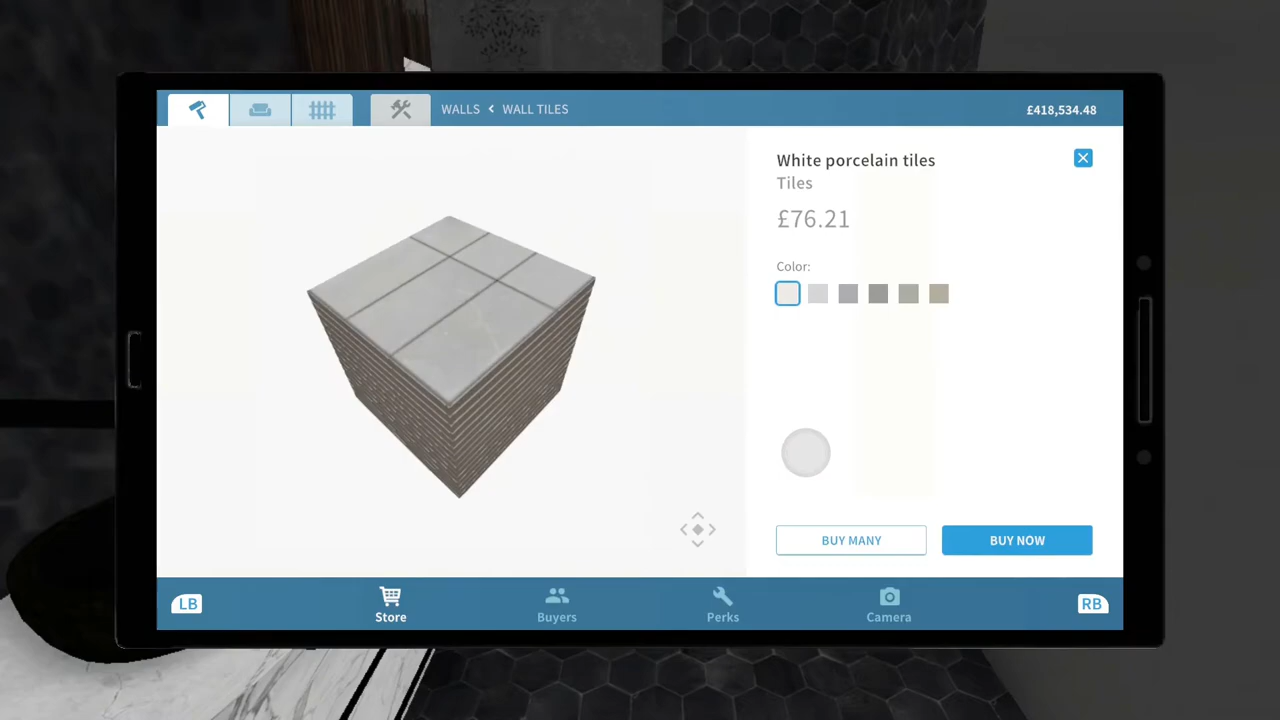 WALLS < WALL TILES
£418,534.48
White porcelain tiles
Tiles
£76.21
Color:
BUY MANY
BUY NOW
LB
Store
Buyers
Perks
Camera
RB